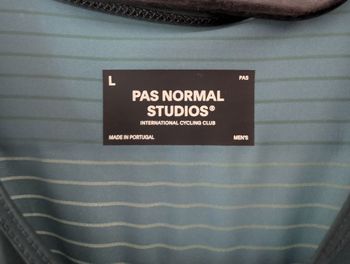 L PAS
PAS NORMAL
STUDIOS®
INTERNATIONAL CYCLING CLUB
MADE IN PORTUGAL MEN'S